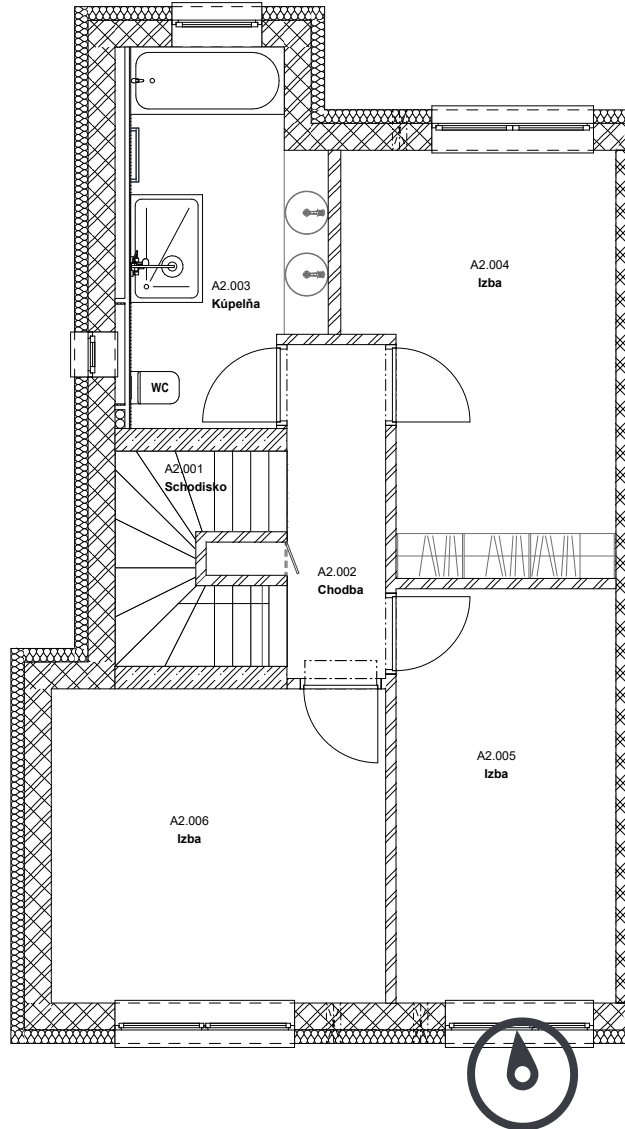 A2.004
Izba
A2.003
Kúpelňa
WC
A2.001
Schodisko
A2.002
Chodba
A2.005
Izba
A2.006
Izba